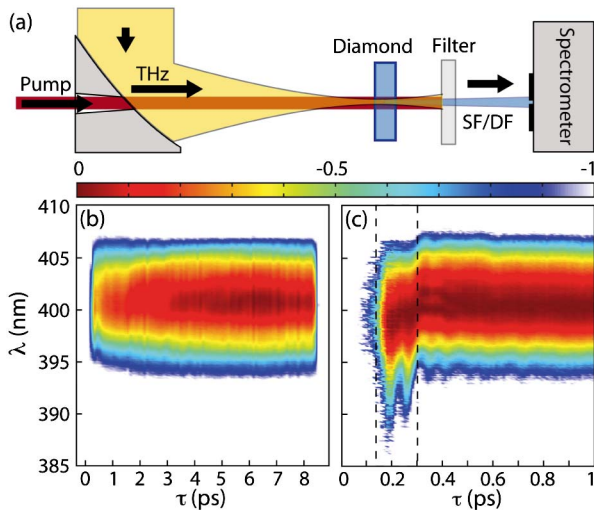 (a)
Diamond Filter
Pump
THz
SF/DF
Spectrometer
0 -0.5 -1
(b)
(c)
410
405
400
395
390
385
λ (nm)
0 1 2 3 4 5 6 7 8
τ (ps)
0 0.2 0.4 0.6 0.8 1
τ (ps)